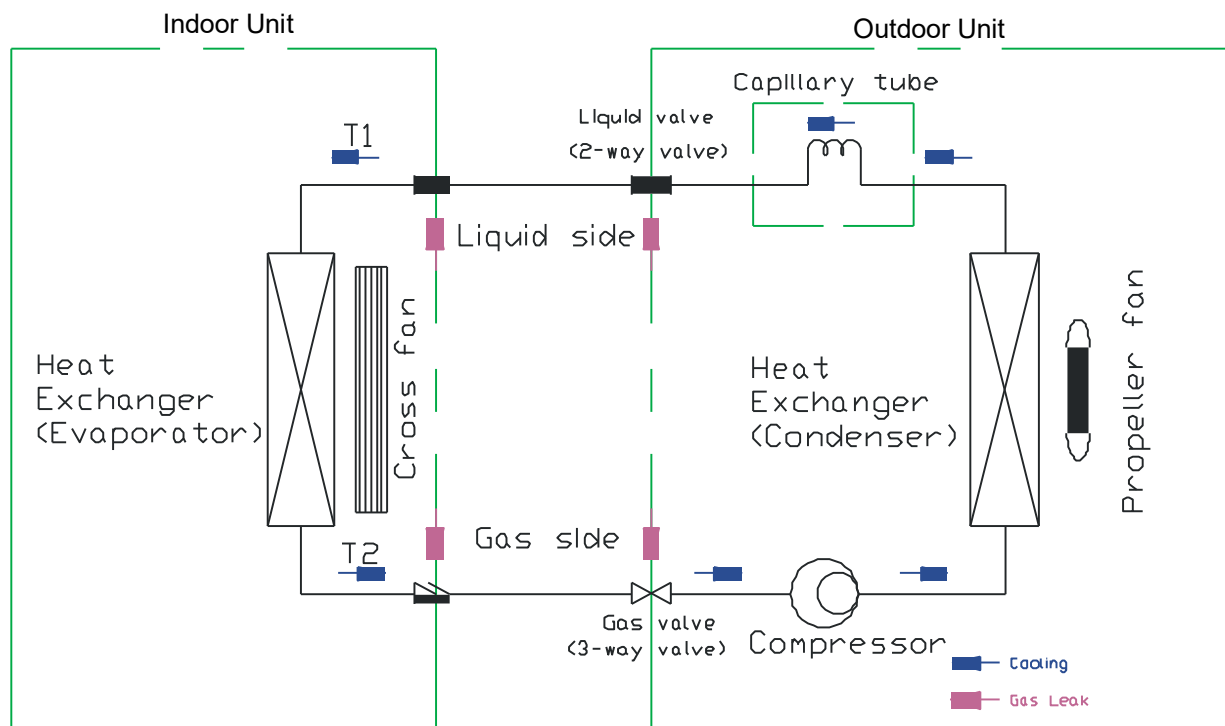 Indoor Unit
Outdoor Unit
Capillary tube
Liquid valve
(2-way valve)
T1
Liquid side
Heat
Exchanger
(Evaporator)
Cross fan
Heat
Exchanger
(Condenser)
Propeller fan
Gas side
T2
Gas valve
(3-way valve)
Compressor
Cooling
Gas Leak